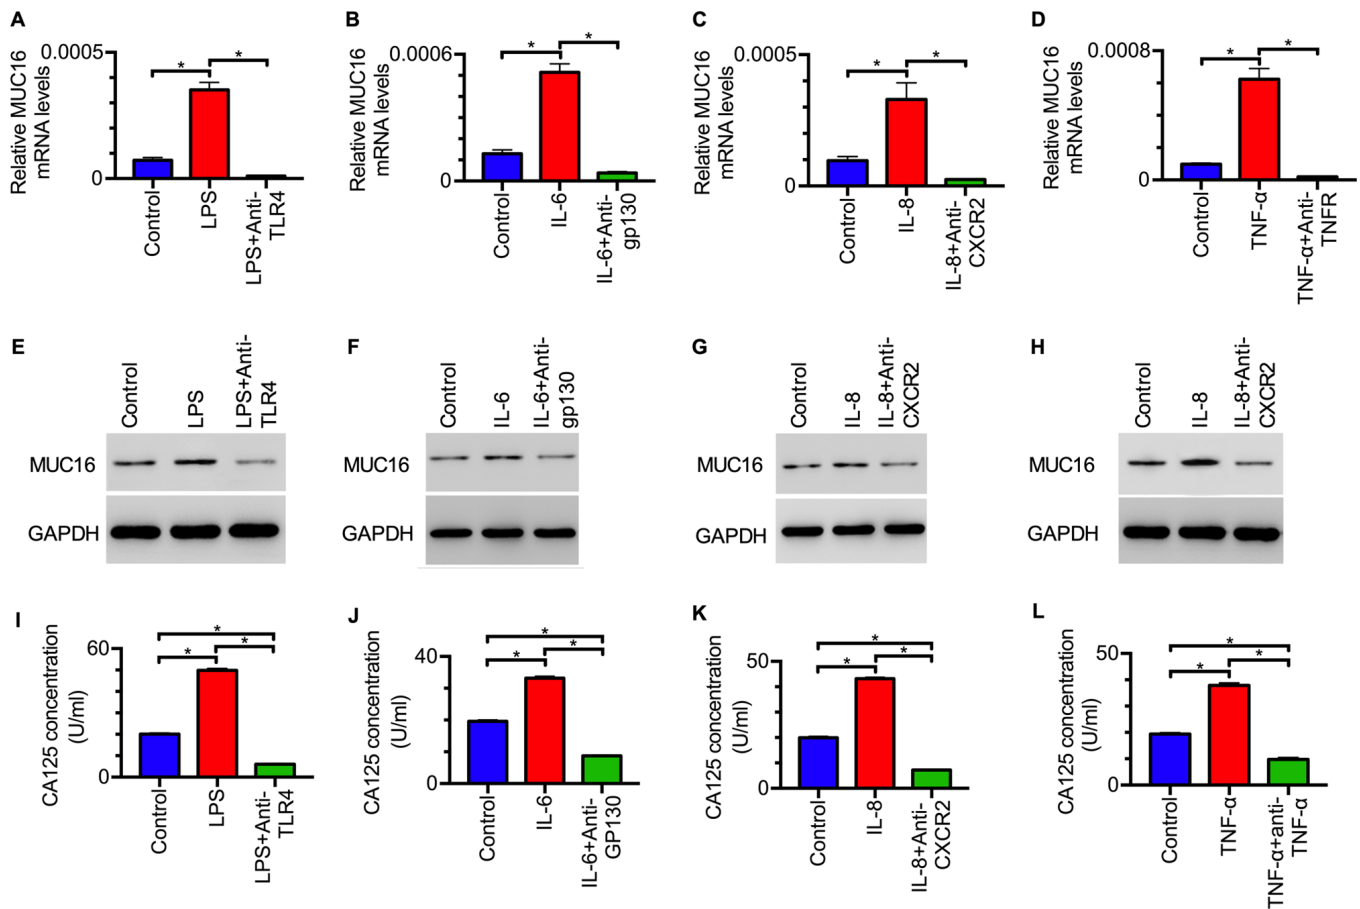 A
Relative MUC16
mRNA levels
0.0005
0
*
*
Control
LPS
LPS+Anti-
TLR4
B
Relative MUC16
mRNA levels
0.0006
0
*
*
Control
IL-6
IL-6+Anti-
gp130
C
Relative MUC16
mRNA levels
0.0005
0
*
*
Control
IL-8
IL-8+Anti-
CXCR2
D
Relative MUC16
mRNA levels
0.0008
0
*
*
Control
TNF-α
TNF-α+Anti-
TNFR
E
Control
LPS
LPS+Anti-
TLR4
MUC16
GAPDH
F
Control
IL-6
IL-6+Anti-
gp130
MUC16
GAPDH
G
Control
IL-8
IL-8+Anti-
CXCR2
MUC16
GAPDH
H
Control
IL-8
IL-8+Anti-
CXCR2
MUC16
GAPDH
I
CA125 concentration
(U/ml)
60
0
*
*
*
Control
LPS
LPS+Anti-
TLR4
J
CA125 concentration
(U/ml)
40
0
*
*
*
Control
IL-6
IL-6+Anti-
GP130
K
CA125 concentration
(U/ml)
50
0
*
*
*
Control
IL-8
IL-8+Anti-
CXCR2
L
CA125 concentration
(U/ml)
50
0
*
*
*
Control
TNF-α
TNF-α+anti-
TNF-α